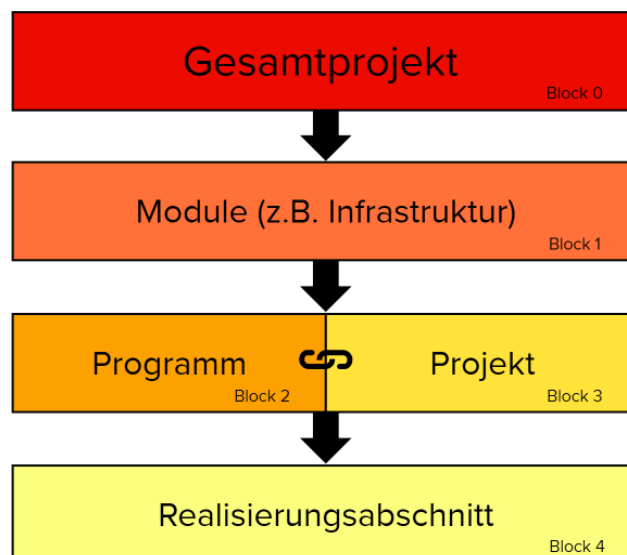 Gesamtprojekt
Block 0
Module (z.B. Infrastruktur)
Block 1
Programm
Block 2
Projekt
Block 3
Realisierungsabschnitt
Block 4